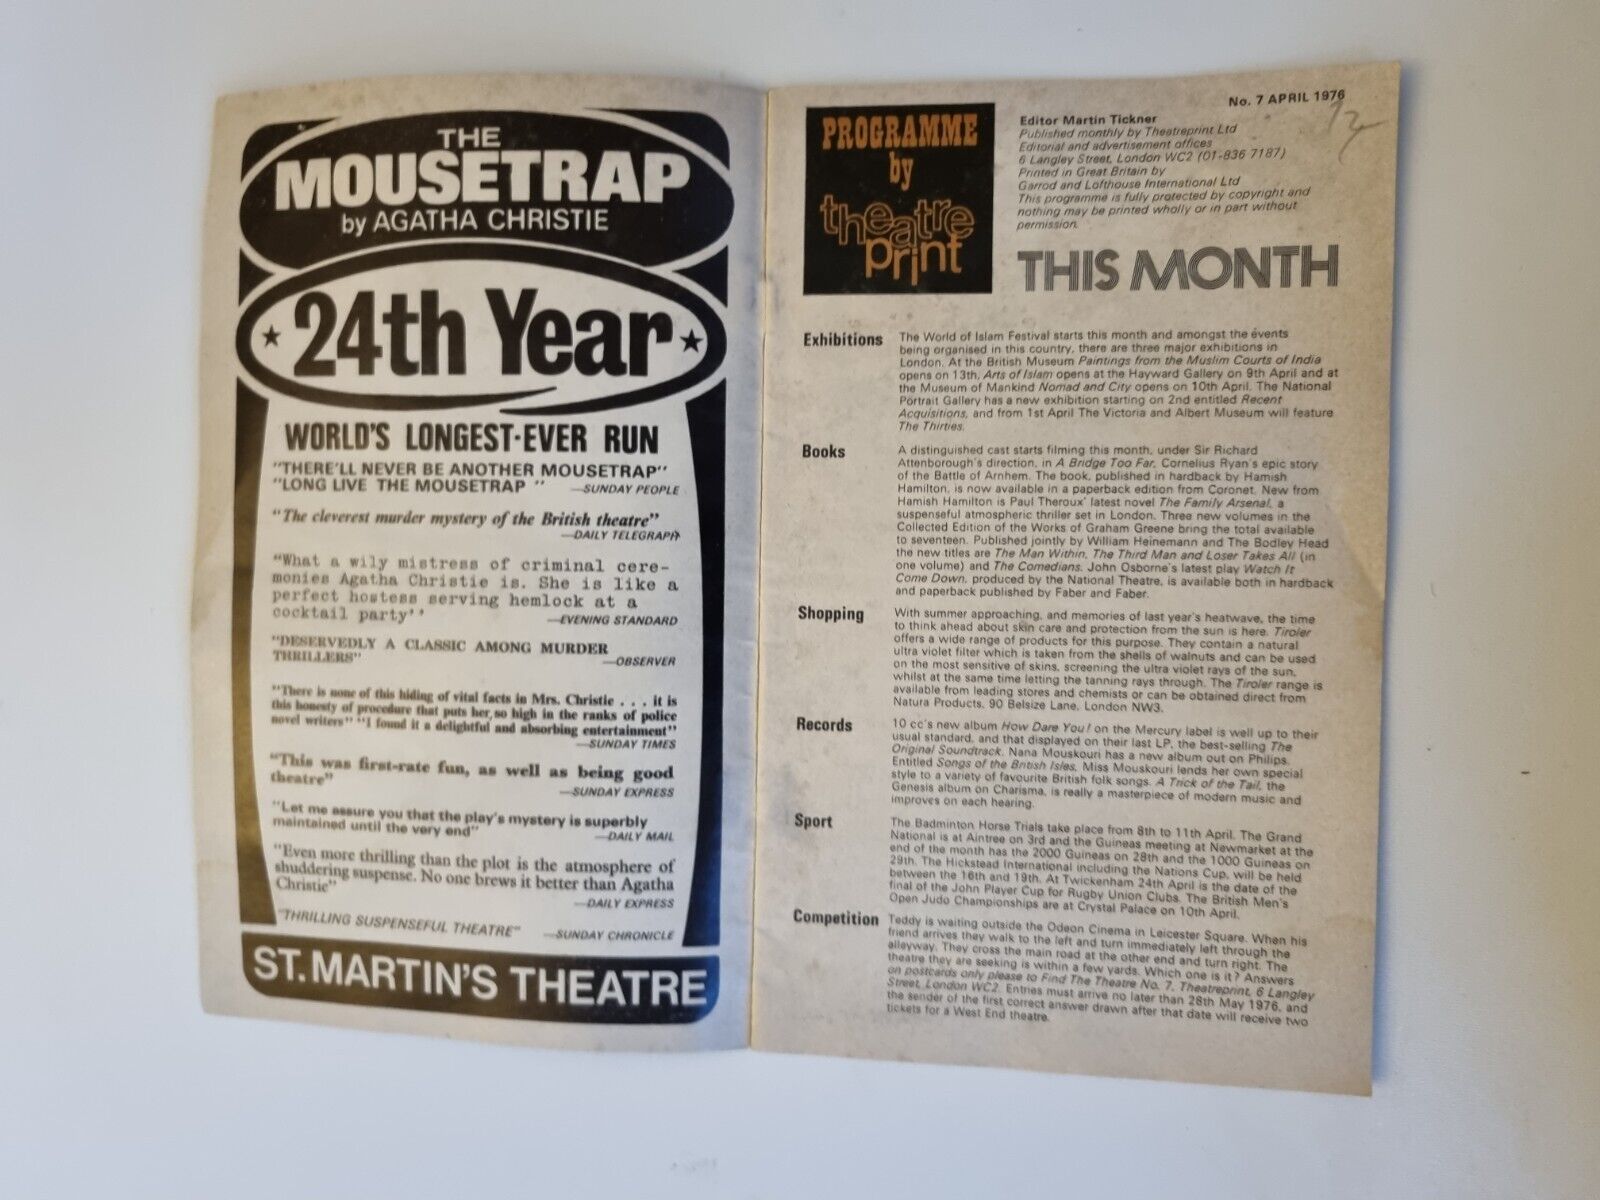 THE
MOUSETRAP
by AGATHA CHRISTIE
24th Year
WORLD'S LONGEST-EVER RUN
"THERE'LL NEVER BE ANOTHER MOUSETRAP"
"LONG LIVE THE MOUSETRAP " —SUNDAY PEOPLE
"The cleverest murder mystery of the British theatre"
—DAILY TELEGRAPH
"What a wily mistress of criminal cere-
monies Agatha Christie is. She is like a
perfect hostess serving hemlock at a
cocktail party''
—EVENING STANDARD
"DESERVEDLY A CLASSIC AMONG MURDER
THRILLERS"
—OBSERVER
"There is none of this hiding of vital facts in Mrs. Christie . . . it is
this honesty of procedure that puts her so high in the ranks of police
novel writers" "I found it a delightful and absorbing entertainment"
—SUNDAY TIMES
"This was first-rate fun, as well as being good
theatre"
—SUNDAY EXPRESS
"Let me assure you that the play's mystery is superbly
maintained until the very end"
—DAILY MAIL
"Even more thrilling than the plot is the atmosphere of
shuddering suspense. No one brews it better than Agatha
Christie"
—DAILY EXPRESS
"THRILLING SUSPENSEFUL THEATRE"
—SUNDAY CHRONICLE
ST. MARTIN'S THEATRE
No. 7 APRIL 1976
PROGRAMME
by
theatre
print
Editor Martin Tickner
Published monthly by Theatreprint Ltd
Editorial and advertisement offices
6 Langley Street, London WC2 (01-836 7187)
Printed in Great Britain by
Garrod and Lofthouse International Ltd
This programme is fully protected by copyright and
nothing may be printed wholly or in part without
permission.
THIS MONTH
Exhibitions The World of Islam Festival starts this month and amongst the events
being organised in this country, there are three major exhibitions in
London. At the British Museum Paintings from the Muslim Courts of India
opens on 13th, Arts of Islam opens at the Hayward Gallery on 9th April and at
the Museum of Mankind Nomad and City opens on 10th April. The National
Portrait Gallery has a new exhibition starting on 2nd entitled Recent
Acquisitions, and from 1st April The Victoria and Albert Museum will feature
The Thirties.
Books A distinguished cast starts filming this month, under Sir Richard
Attenborough's direction, in A Bridge Too Far, Cornelius Ryan's epic story
of the Battle of Arnhem. The book, published in hardback by Hamish
Hamilton, is now available in a paperback edition from Coronet. New from
Hamish Hamilton is Paul Theroux' latest novel The Family Arsenal, a
suspenseful atmospheric thriller set in London. Three new volumes in the
Collected Edition of the Works of Graham Greene bring the total available
to seventeen. Published jointly by William Heinemann and The Bodley Head
the new titles are The Man Within, The Third Man and Loser Takes All (in
one volume) and The Comedians. John Osborne's latest play Watch It
Come Down, produced by the National Theatre, is available both in hardback
and paperback published by Faber and Faber.
Shopping With summer approaching, and memories of last year's heatwave, the time
to think ahead about skin care and protection from the sun is here. Tiroler
offers a wide range of products for this purpose. They contain a natural
ultra violet filter which is taken from the shells of walnuts and can be used
on the most sensitive of skins, screening the ultra violet rays of the sun,
whilst at the same time letting the tanning rays through. The Tiroler range is
available from leading stores and chemists or can be obtained direct from
Natura Products, 90 Belsize Lane, London NW3.
Records 10 cc's new album How Dare You! on the Mercury label is well up to their
usual standard, and that displayed on their last LP, the best-selling The
Original Soundtrack. Nana Mouskouri has a new album out on Philips.
Entitled Songs of the British Isles, Miss Mouskouri lends her own special
style to a variety of favourite British folk songs. A Trick of the Tail, the
Genesis album on Charisma, is really a masterpiece of modern music and
improves on each hearing.
Sport The Badminton Horse Trials take place from 8th to 11th April. The Grand
National is at Aintree on 3rd and the Guineas meeting at Newmarket at the
end of the month has the 2000 Guineas on 28th and the 1000 Guineas on
29th. The Hickstead International including the Nations Cup, will be held
between the 16th and 19th. At Twickenham 24th April is the date of the
final of the John Player Cup for Rugby Union Clubs. The British Men's
Open Judo Championships are at Crystal Palace on 10th April.
Competition Teddy is waiting outside the Odeon Cinema in Leicester Square. When his
friend arrives they walk to the left and turn immediately left through the
alleyway. They cross the main road at the other end and turn right. The
theatre they are seeking is within a few yards. Which one is it? Answers
on postcards only please to Find The Theatre No. 7, Theatreprint, 6 Langley
Street, London WC2. Entries must arrive no later than 28th May 1976, and
the sender of the first correct answer drawn after that date will receive two
tickets for a West End theatre.